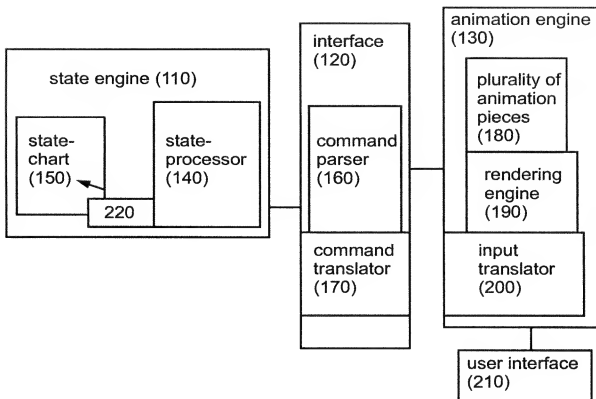 state engine (110)
state-
chart
(150)
state-
processor
(140)
220
interface
(120)
command
parser
(160)
command
translator
(170)
animation engine
(130)
plurality of
animation
pieces
(180)
rendering
engine
(190)
input
translator
(200)
user interface
(210)